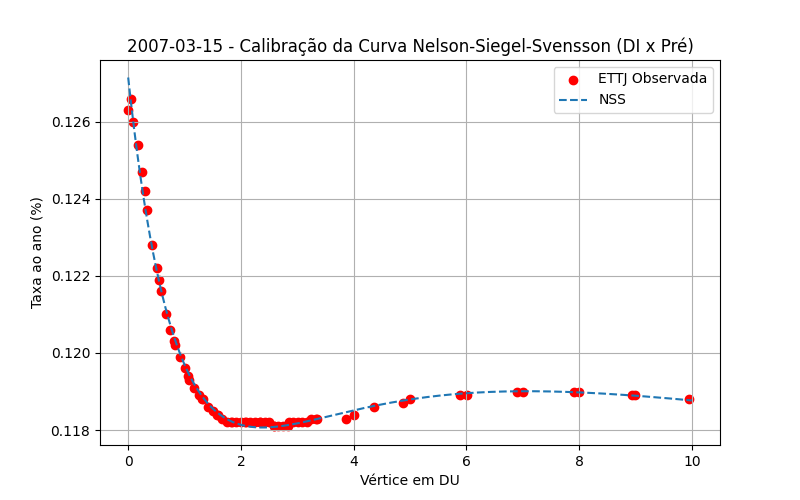 2007-03-15 - Calibração da Curva Nelson-Siegel-Svensson (DI x Pré)
ETTJ Observada
NSS
Taxa ao ano (%)
0.126
0.124
0.122
0.120
0.118
0 2 4 6 8 10
Vértice em DU